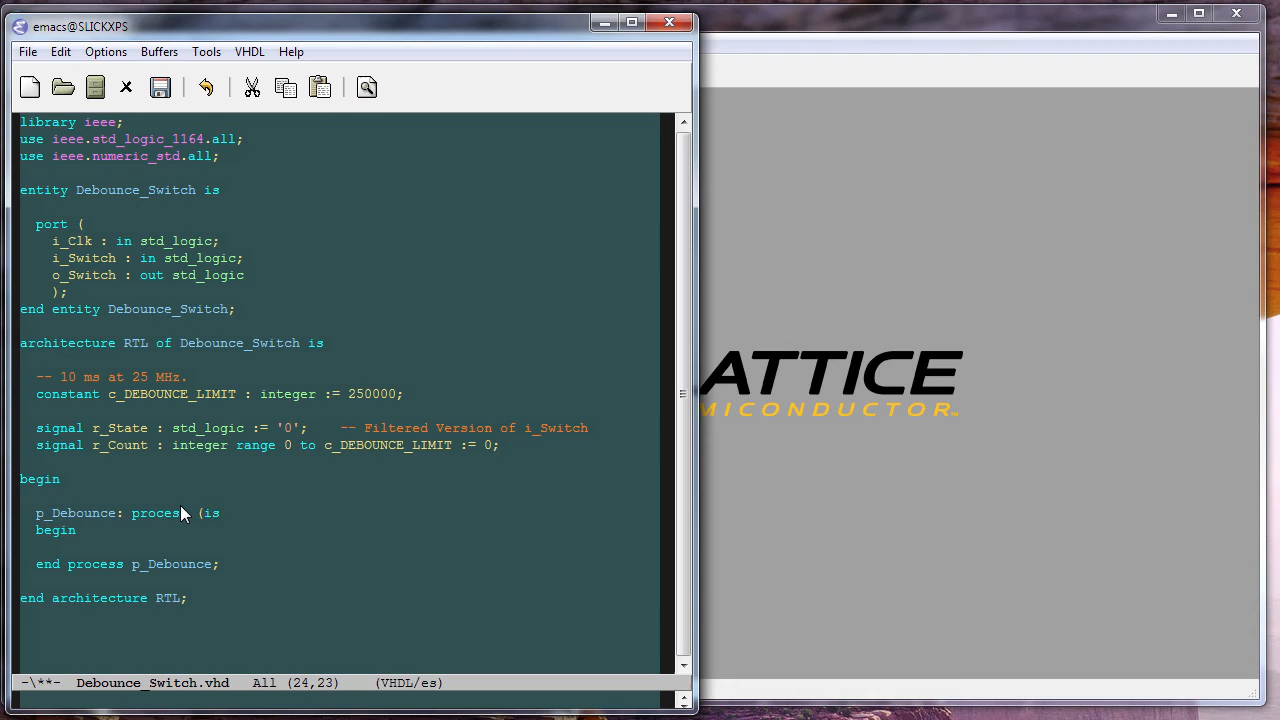 emacs@SLICKXPS
File Edit Options Buffers Tools VHDL Help
library ieee;
use ieee.std_logic_1164.all;
use ieee.numeric_std.all;
entity Debounce_Switch is
port (
i_Clk : in std_logic;
i_Switch : in std_logic;
o_Switch : out std_logic
);
end entity Debounce_Switch;
architecture RTL of Debounce_Switch is
-- 10 ms at 25 MHz.
constant c_DEBOUNCE_LIMIT : integer := 250000;
signal r_State : std_logic := '0';    -- Filtered Version of i_Switch
signal r_Count : integer range 0 to c_DEBOUNCE_LIMIT := 0;
begin
p_Debounce: process (is
begin
end process p_Debounce;
end architecture RTL;
-\**-  Debounce_Switch.vhd   All (24,23)    (VHDL/es)
ATTICE
MICONDUCTOR